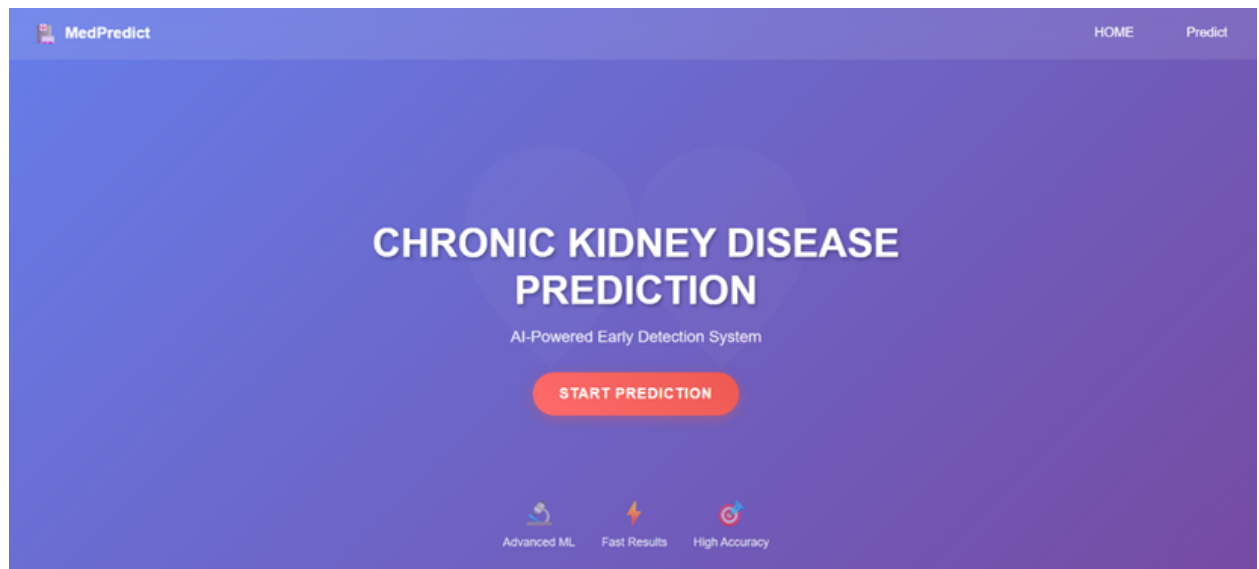 MedPredict
HOME
Predict
CHRONIC KIDNEY DISEASE
PREDICTION
AI-Powered Early Detection System
START PREDICTION
Advanced ML
Fast Results
High Accuracy